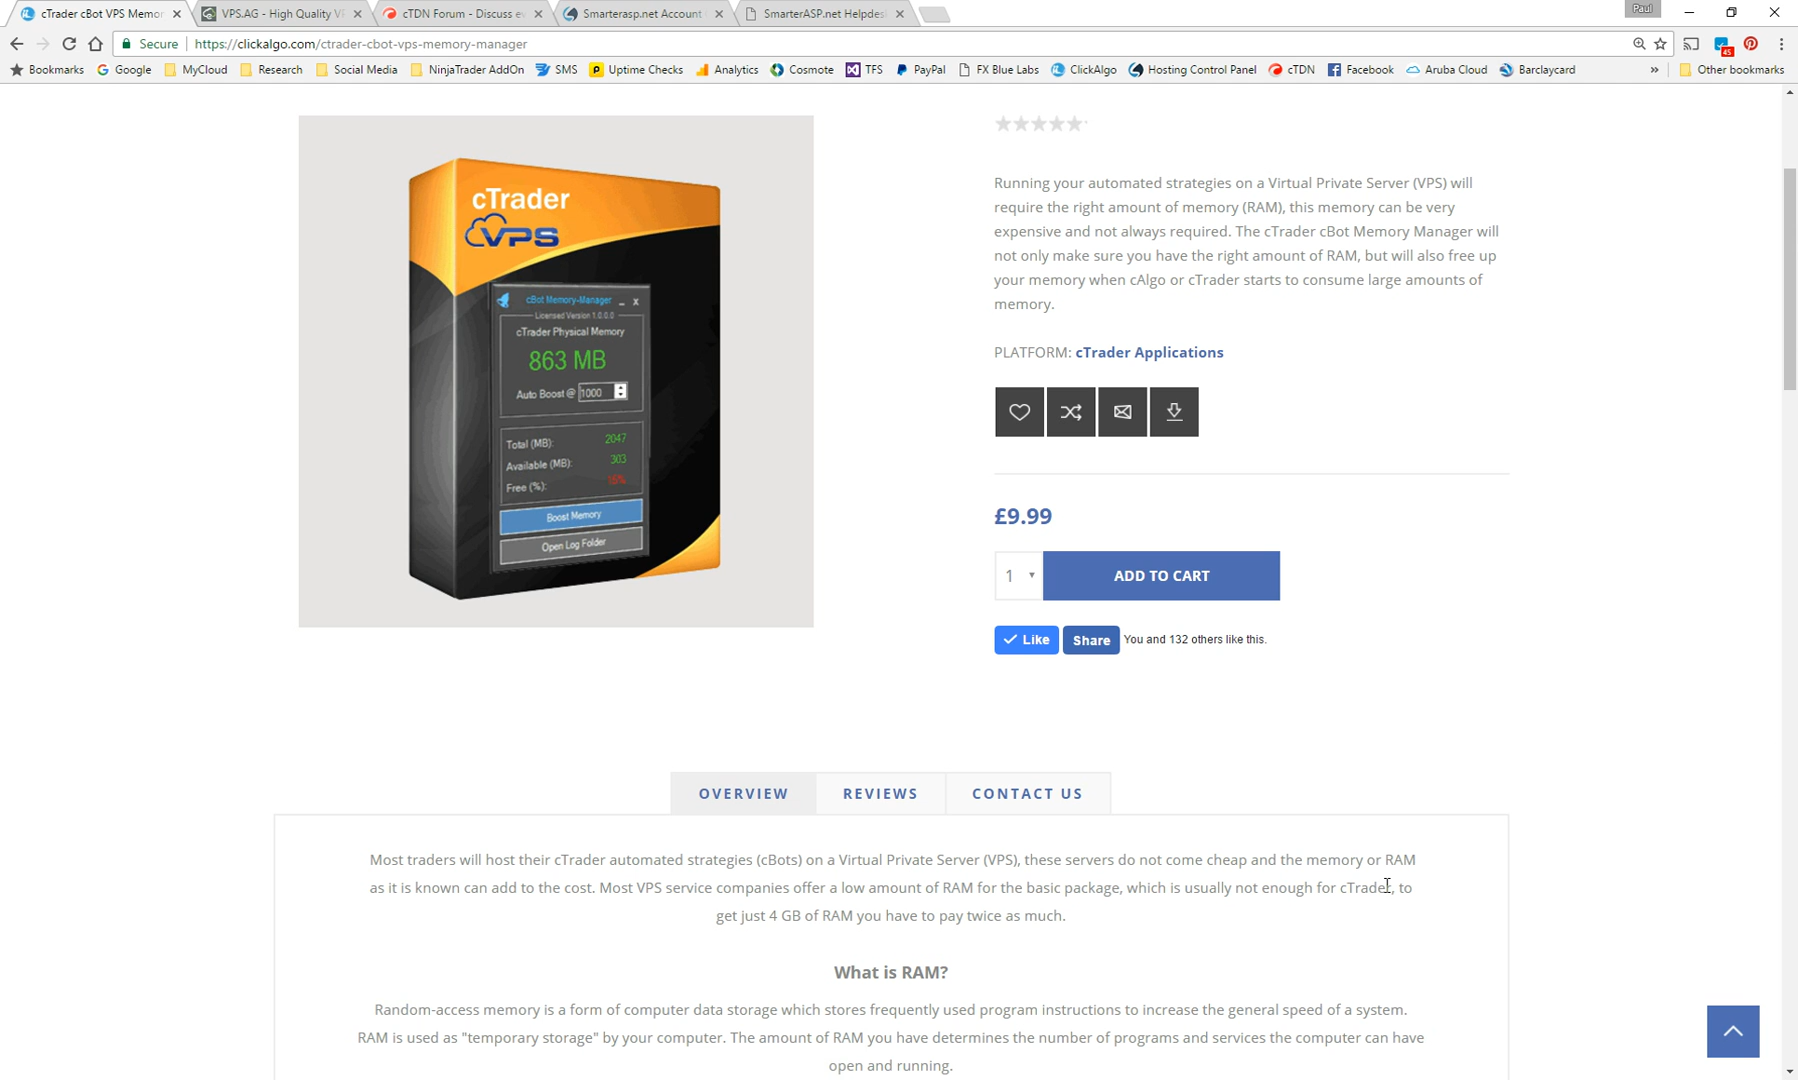 cTrader cBot VPS Memor
VPS.AG - High Quality VP
cTDN Forum - Discuss ev
Smarterasp.net Account
SmarterASP.net Helpdes
Paul
Secure https://clickalgo.com/ctrader-cbot-vps-memory-manager
45
Bookmarks Google MyCloud Research Social Media NinjaTrader AddOn SMS Uptime Checks Analytics Cosmote TFS PayPal FX Blue Labs ClickAlgo Hosting Control Panel cTDN Facebook Aruba Cloud Barclaycard » Other bookmarks
cTrader
VPS
cBot Memory-Manager _ x
Licensed Version 1.0.0.0
cTrader Physical Memory
863 MB
Auto Boost @ 1000
Total (MB): 2047
Available (MB): 303
Free (%): 15%
Boost Memory
Open Log Folder
Running your automated strategies on a Virtual Private Server (VPS) will
require the right amount of memory (RAM), this memory can be very
expensive and not always required. The cTrader cBot Memory Manager will
not only make sure you have the right amount of RAM, but will also free up
your memory when cAlgo or cTrader starts to consume large amounts of
memory.
PLATFORM: cTrader Applications
£9.99
1 ADD TO CART
Like Share You and 132 others like this.
OVERVIEW REVIEWS CONTACT US
Most traders will host their cTrader automated strategies (cBots) on a Virtual Private Server (VPS), these servers do not come cheap and the memory or RAM
as it is known can add to the cost. Most VPS service companies offer a low amount of RAM for the basic package, which is usually not enough for cTrader, to
get just 4 GB of RAM you have to pay twice as much.
What is RAM?
Random-access memory is a form of computer data storage which stores frequently used program instructions to increase the general speed of a system.
RAM is used as "temporary storage" by your computer. The amount of RAM you have determines the number of programs and services the computer can have
open and running.